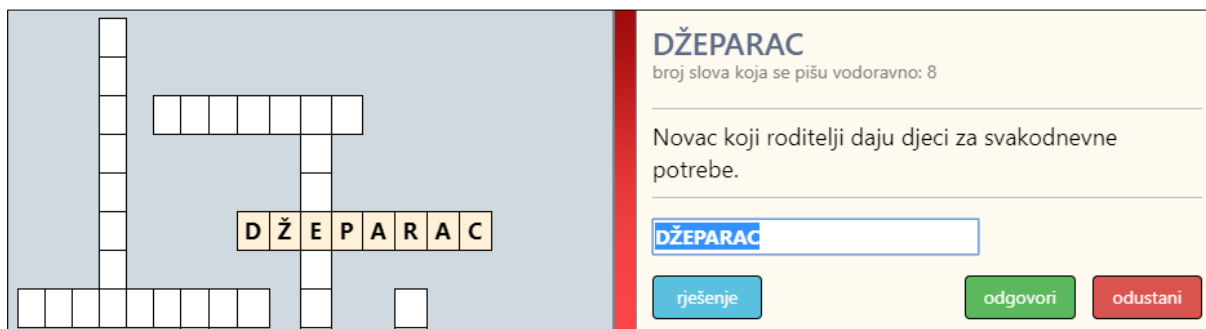 DŽEPARAC
DŽEPARAC
broj slova koja se pišu vodoravno: 8
Novac koji roditelji daju djeci za svakodnevne
potrebe.
DŽEPARAC
rješenje odgovori odustani